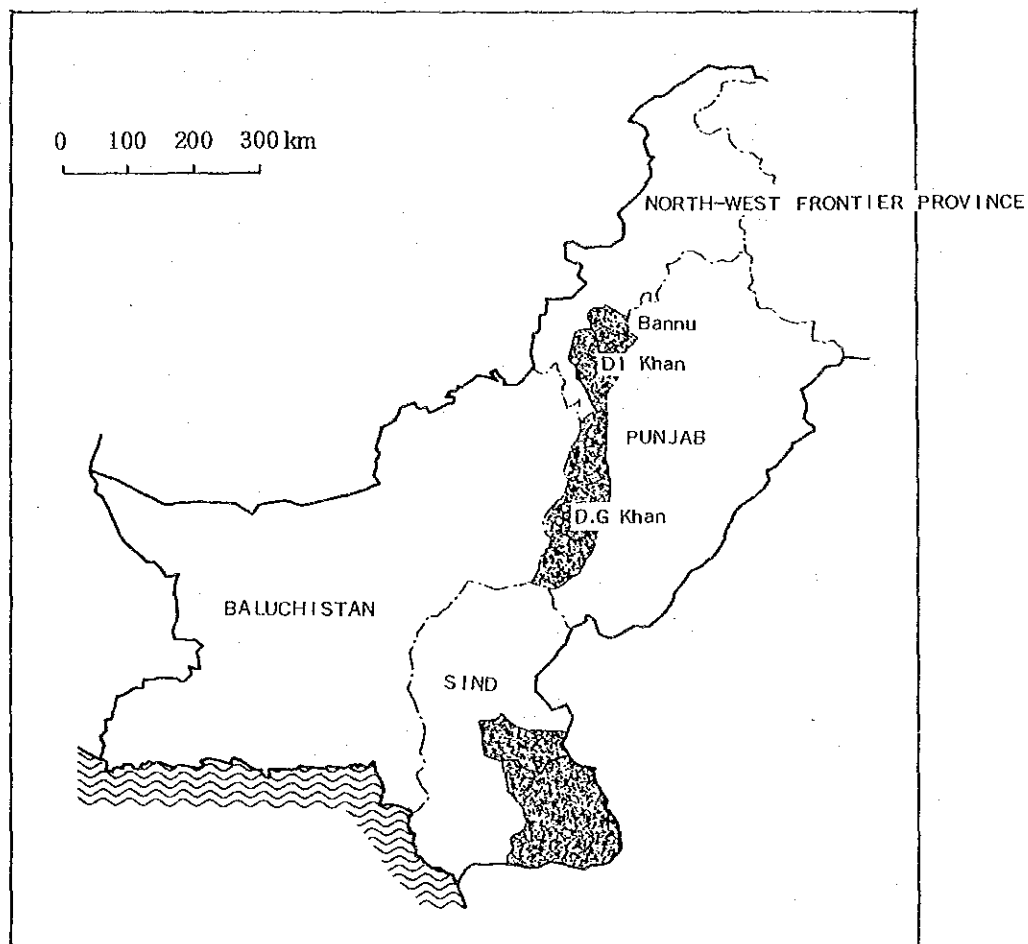 0 100 200 300 km
NORTH-WEST FRONTIER PROVINCE
Bannu
DI Khan
PUNJAB
D.G Khan
BALUCHISTAN
SIND